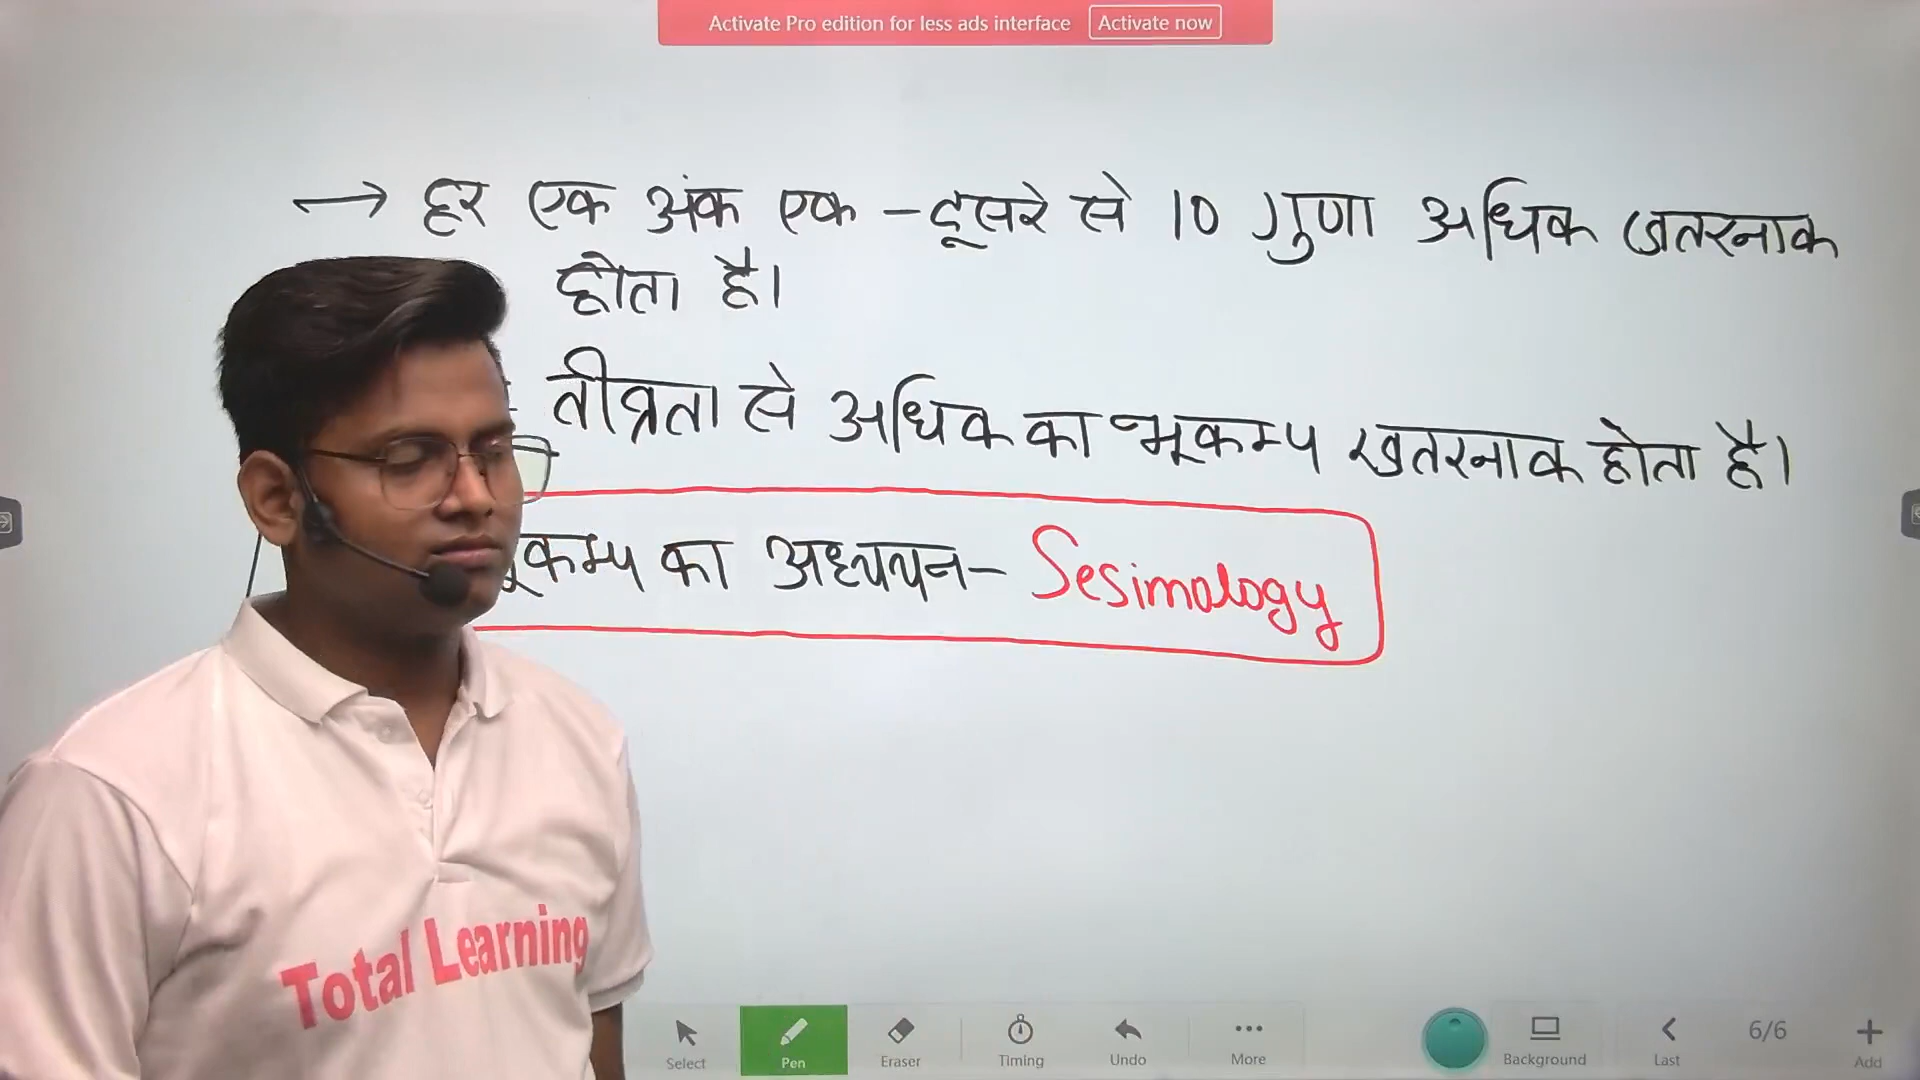 Activate Pro edition for less ads interface Activate now
→ हर एक अंक एक - दूसरे से 10 गुणा अधिक खतरनाक
होता है।
तीव्रता से अधिक का भूकम्प खतरनाक होता है।
भूकम्प का अध्ययन - Sesimology
Total Learning
Select Pen Eraser Timing Undo More Background Last 6/6 Add